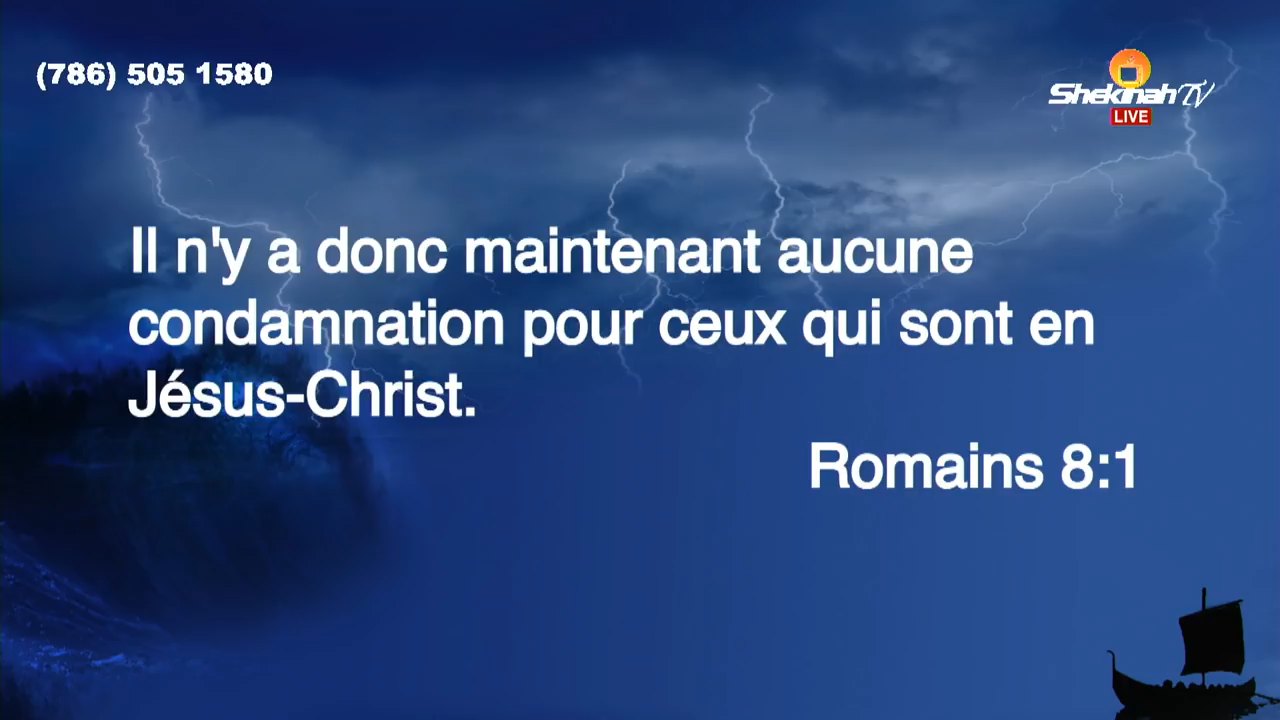 (786) 505 1580
Shekinah TV
LIVE
Il n'y a donc maintenant aucune
condamnation pour ceux qui sont en
Jésus-Christ.
Romains 8:1